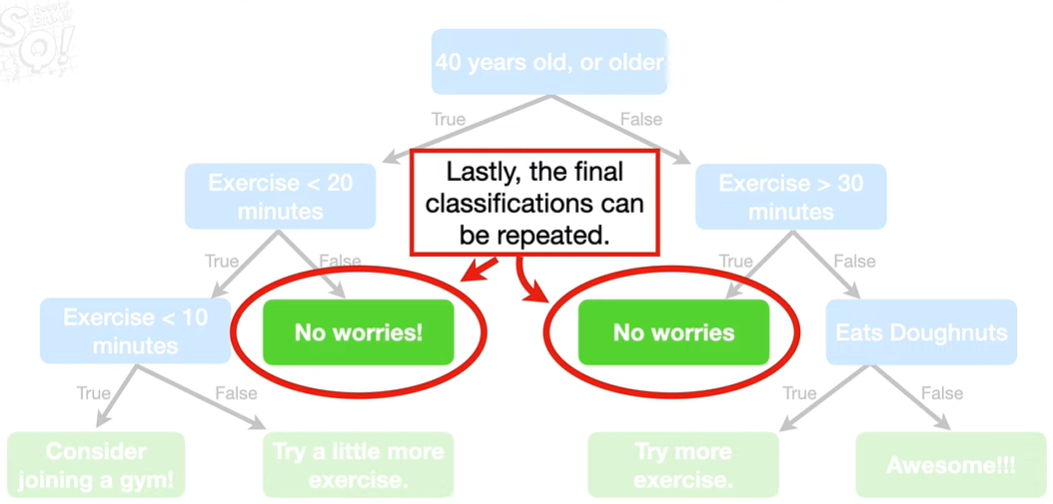 40 years old, or older
True
False
Lastly, the final
classifications can
be repeated.
Exercise < 20
minutes
Exercise > 30
minutes
True
False
True
False
Exercise < 10
minutes
No worries!
No worries
Eats Doughnuts
True
False
True
False
Consider
joining a gym!
Try a little more
exercise.
Try more
exercise.
Awesome!!!